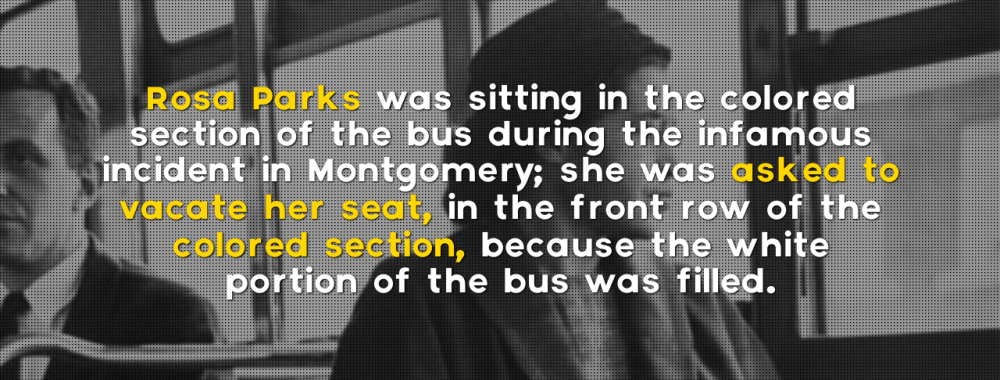 Rosa Parks was sitting in the colored
section of the bus during the infamous
incident in Montgomery; she was asked to
vacate her seat, in the front row of the
colored section, because the white
portion of the bus was filled.